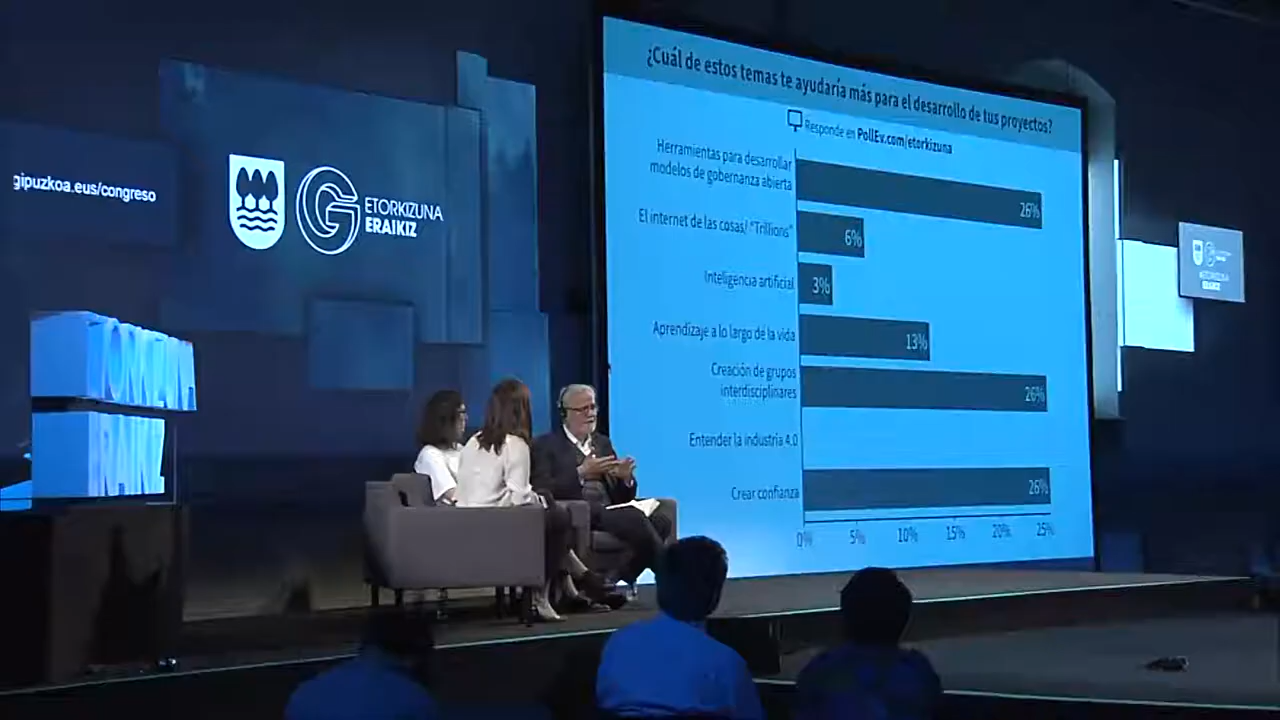 gipuzkoa.eus/congreso
ETORKIZUNA
ERAIKIZ
¿Cuál de estos temas te ayudaría más para el desarrollo de tus proyectos?
Responde en PollEv.com/etorkizuna
Herramientas para desarrollar
modelos de gobernanza abierta
26%
El internet de las cosas/ "Trillions"
6%
Inteligencia artificial
3%
Aprendizaje a lo largo de la vida
13%
Creación de grupos
interdisciplinares
26%
Entender la industria 4.0
Crear confianza
26%
0% 5% 10% 15% 20% 25%
ETORKIZUNA
ERAIKIZ